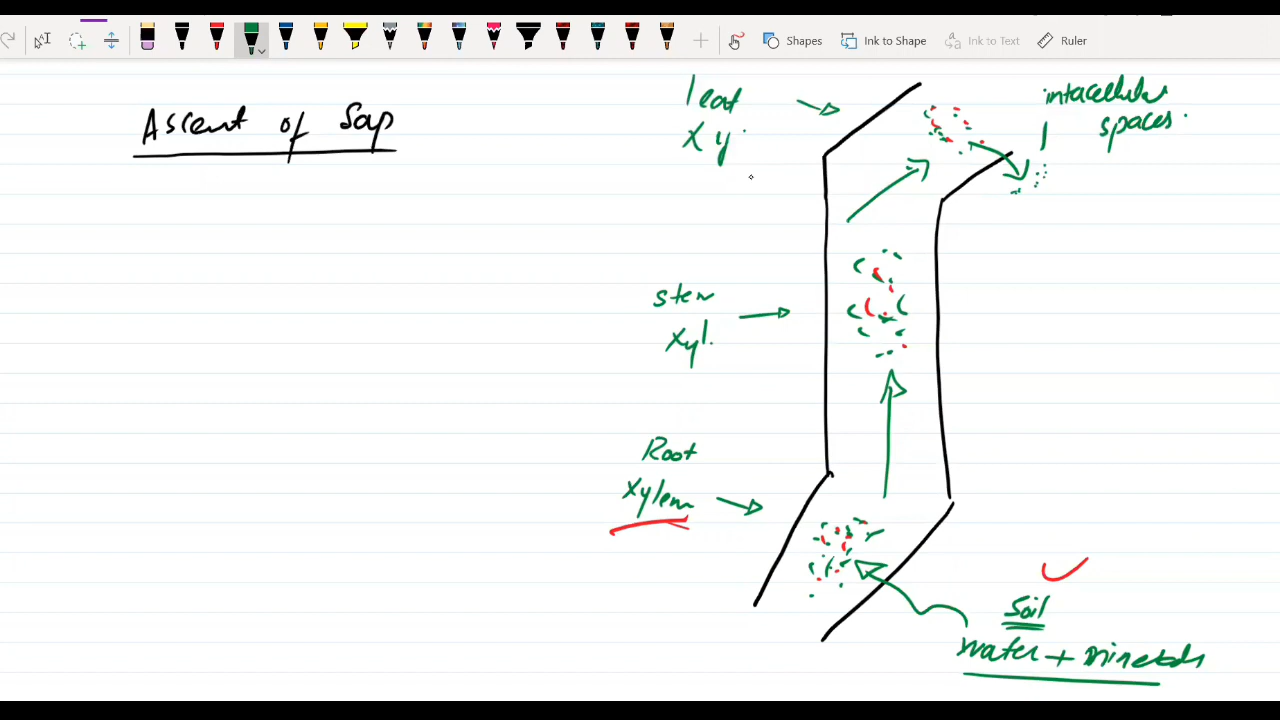 Shapes
Ink to Shape
Ink to Text
Ruler
Ascent of Sap
leaf
Xy.
intacellular
spaces.
stem
Xyl.
Root
Xylem
Soil
water + minerals